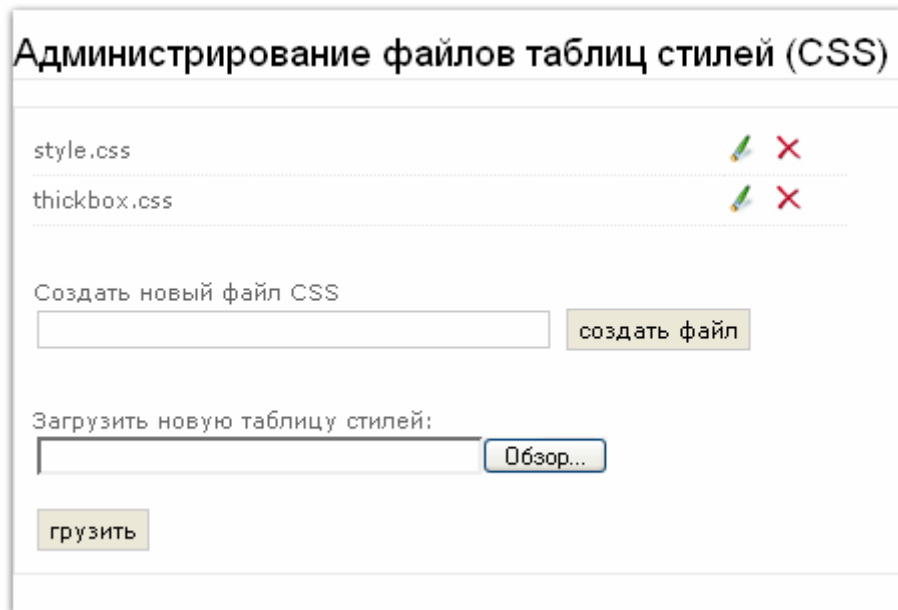 Администрирование файлов таблиц стилей (CSS)
style.css
thickbox.css
Создать новый файл CSS
создать файл
Загрузить новую таблицу стилей:
Обзор...
грузить